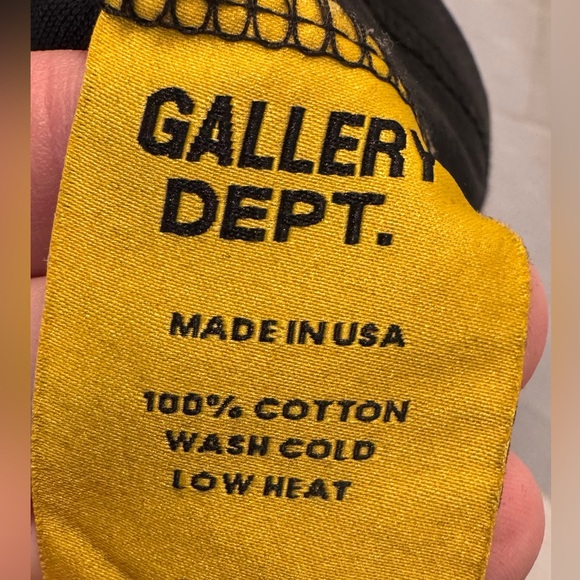 GALLERY
DEPT.
MADE IN USA
100% COTTON
WASH COLD
LOW HEAT